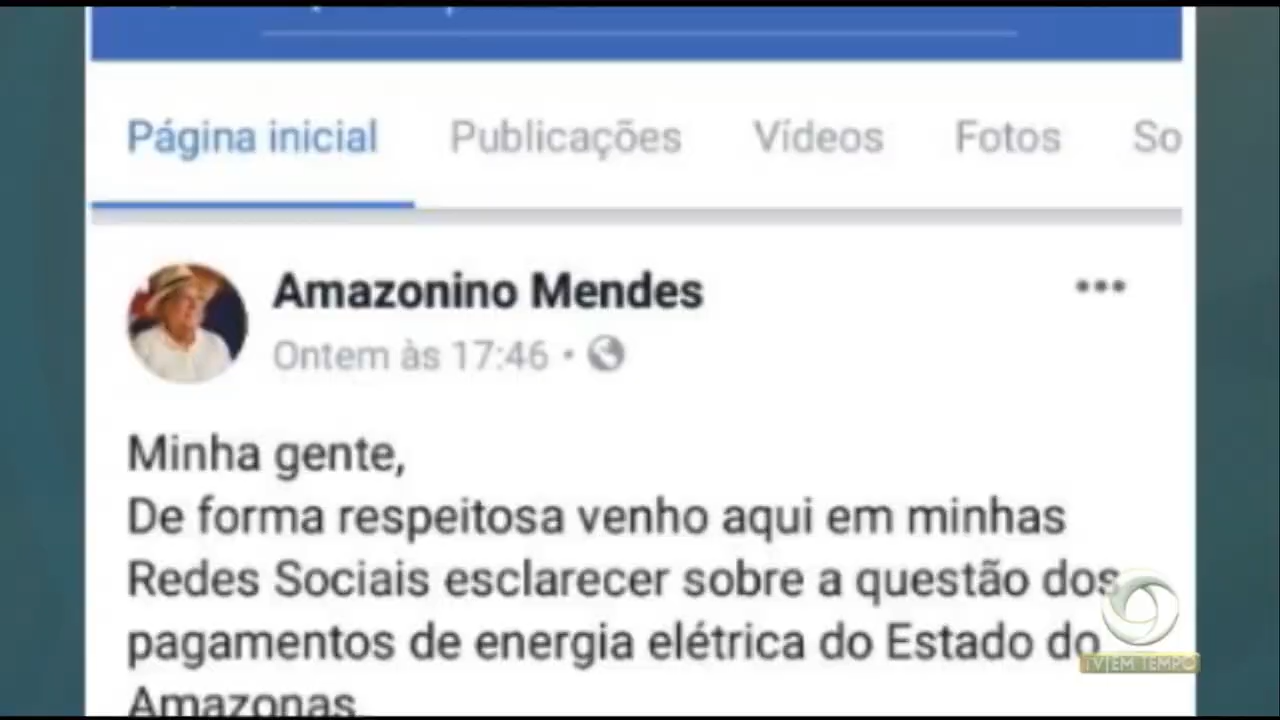 Página inicial Publicações Vídeos Fotos So
Amazonino Mendes
Ontem às 17:46
Minha gente,
De forma respeitosa venho aqui em minhas
Redes Sociais esclarecer sobre a questão dos
pagamentos de energia elétrica do Estado do
Amazonas
TV EM TEMPO